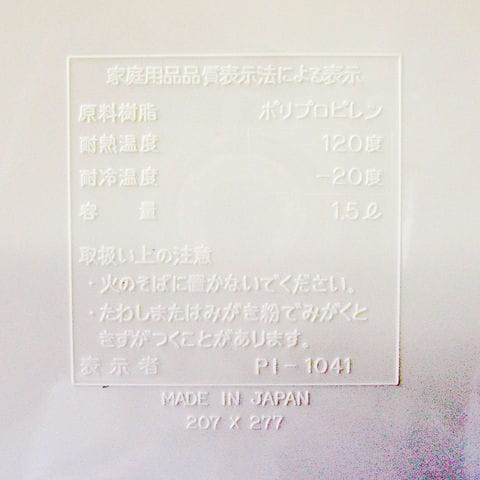 家庭用品品質表示法による表示
原料樹脂 ポリプロピレン
耐熱温度 120度
耐冷温度 -20度
容量 1.5ℓ
取扱い上の注意
・火のそばに置かないでください。
・たわしまたはみがき粉でみがくと
きずがつくことがあります。
表示者 PI-1041
MADE IN JAPAN
207 X 277